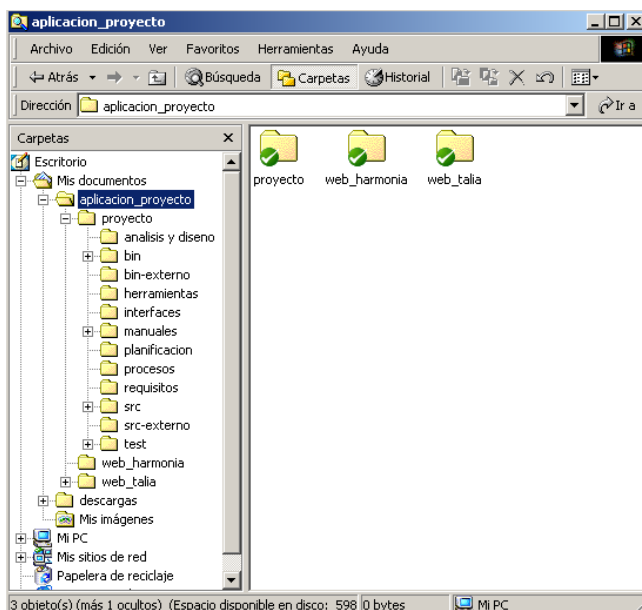 aplicacion_proyecto
Archivo Edición Ver Favoritos Herramientas Ayuda
Atrás Búsqueda Carpetas Historial
Dirección aplicacion_proyecto Ir a
Carpetas
Escritorio
Mis documentos
aplicacion_proyecto
proyecto
analisis y diseno
bin
bin-externo
herramientas
interfaces
manuales
planificacion
procesos
requisitos
src
src-externo
test
web_harmonia
web_talia
descargas
Mis imágenes
Mi PC
Mis sitios de red
Papelera de reciclaje
proyecto web_harmonia web_talia
3 objeto(s) (más 1 ocultos) (Espacio disponible en disco: 598 0 bytes Mi PC